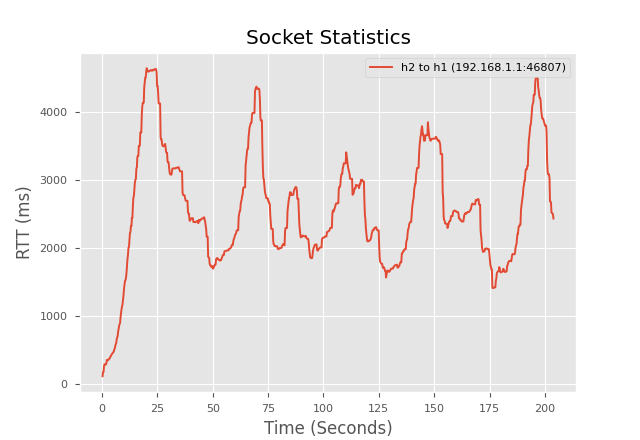 Socket Statistics
h2 to h1 (192.168.1.1:46807)
RTT (ms)
4000
3000
2000
1000
0
0 25 50 75 100 125 150 175 200
Time (Seconds)